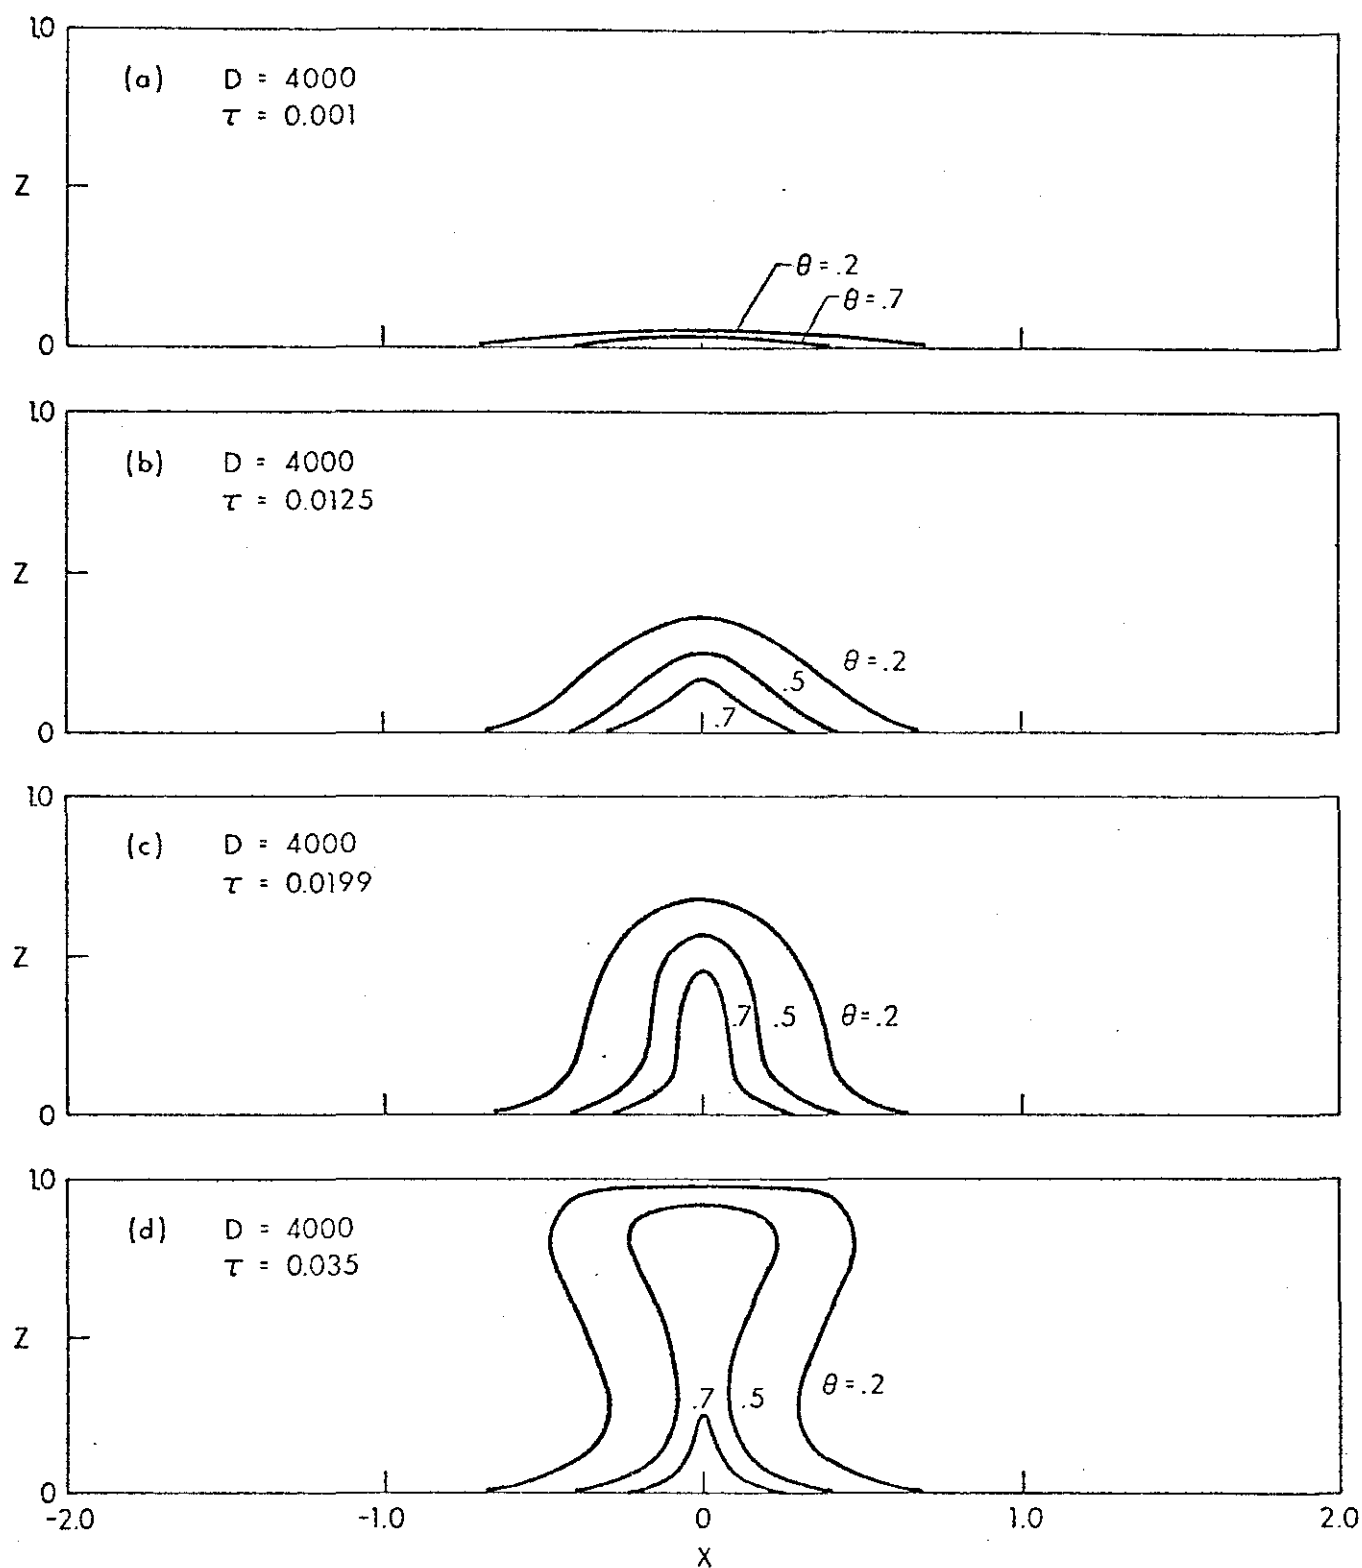 1.0
(a) D = 4000
τ = 0.001
Z
θ = .2
θ = .7
0
1.0
(b) D = 4000
τ = 0.0125
Z
θ = .2
.5
.7
0
1.0
(c) D = 4000
τ = 0.0199
Z
.7 .5 θ = .2
0
1.0
(d) D = 4000
τ = 0.035
Z
.7 .5 θ = .2
0
-2.0 -1.0 0 1.0 2.0
X